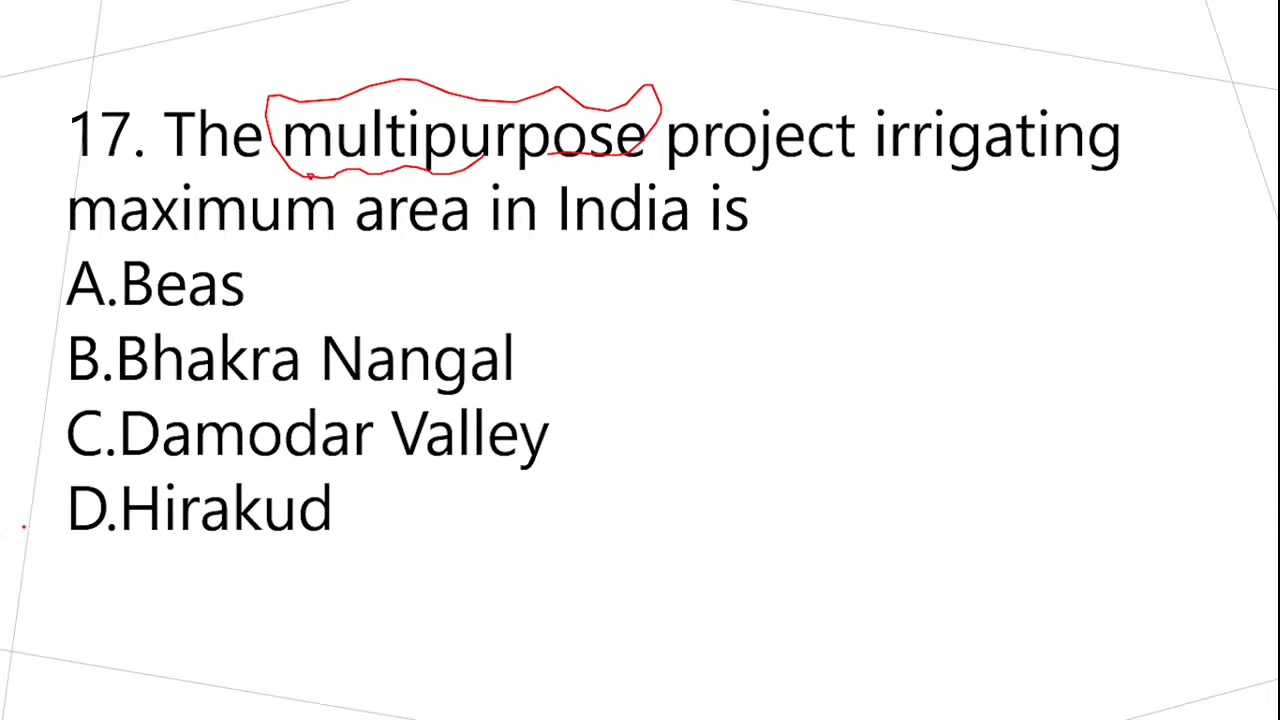 17. The multipurpose project irrigating
maximum area in India is
A.Beas
B.Bhakra Nangal
C.Damodar Valley
D.Hirakud